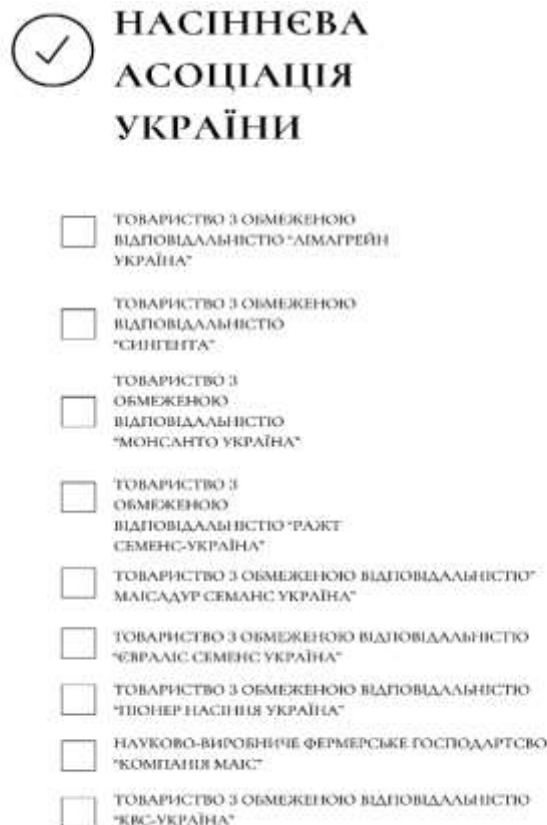 НАСІННЄВА
АСОЦІАЦІЯ
УКРАЇНИ
ТОВАРИСТВО З ОБМЕЖЕНОЮ
ВІДПОВІДАЛЬНІСТЮ "ЛІМАГРЕЙН
УКРАЇНА"
ТОВАРИСТВО З ОБМЕЖЕНОЮ
ВІДПОВІДАЛЬНІСТЮ
"СИНГЕНТА"
ТОВАРИСТВО З
ОБМЕЖЕНОЮ
ВІДПОВІДАЛЬНІСТЮ
"МОНСАНТО УКРАЇНА"
ТОВАРИСТВО З
ОБМЕЖЕНОЮ
ВІДПОВІДАЛЬНІСТЮ "РАЖТ
СЕМЕНС-УКРАЇНА"
ТОВАРИСТВО З ОБМЕЖЕНОЮ ВІДПОВІДАЛЬНІСТЮ"
МАІСАДУР СЕМАНС УКРАЇНА"
ТОВАРИСТВО З ОБМЕЖЕНОЮ ВІДПОВІДАЛЬНІСТЮ
"ЄВРАЛІС СЕМЕНС УКРАЇНА"
ТОВАРИСТВО З ОБМЕЖЕНОЮ ВІДПОВІДАЛЬНІСТЮ
"ПІОНЕР НАСІННЯ УКРАЇНА"
НАУКОВО-ВИРОБНИЧЕ ФЕРМЕРСЬКЕ ГОСПОДАРТСВО
"КОМПАНІЯ МАІС"
ТОВАРИСТВО З ОБМЕЖЕНОЮ ВІДПОВІДАЛЬНІСТЮ
"КВС-УКРАЇНА"